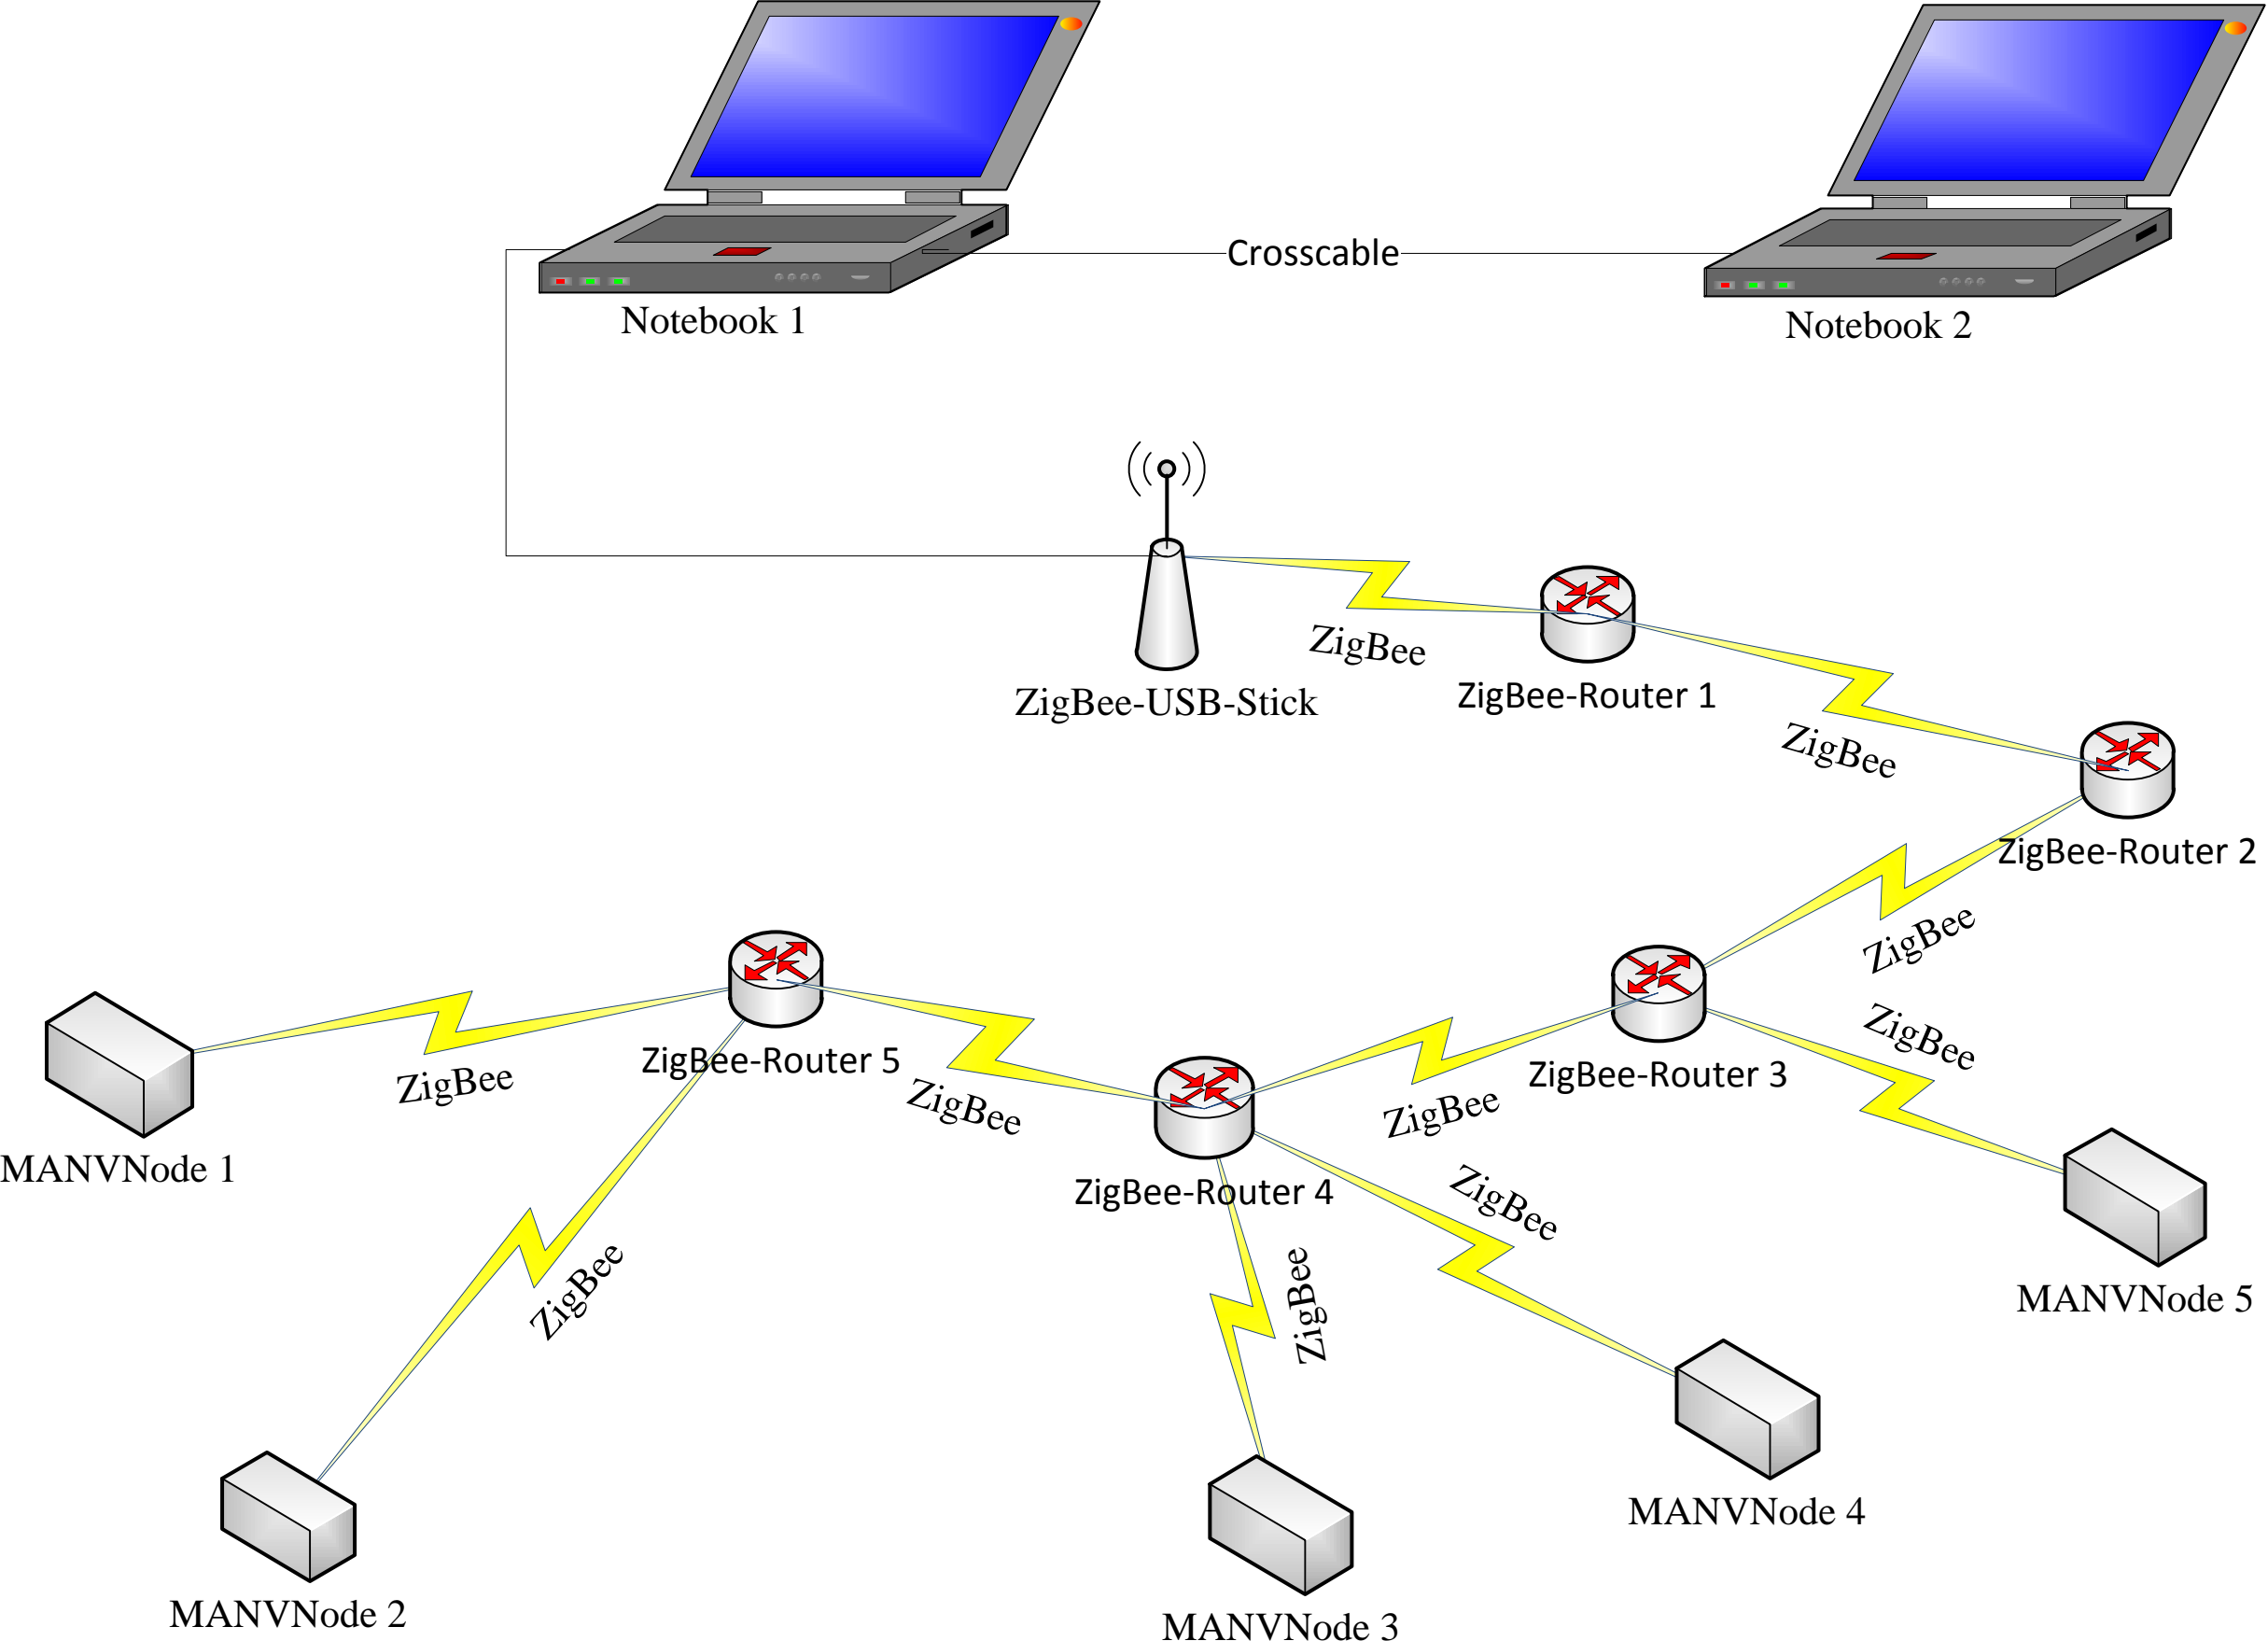 Crosscable
Notebook 1
Notebook 2
ZigBee
ZigBee-USB-Stick
ZigBee-Router 1
ZigBee
ZigBee-Router 2
ZigBee
ZigBee
ZigBee-Router 5
ZigBee-Router 3
ZigBee
ZigBee
ZigBee
MANVNode 1
ZigBee-Router 4
ZigBee
ZigBee
ZigBee
MANVNode 5
MANVNode 4
MANVNode 2
MANVNode 3